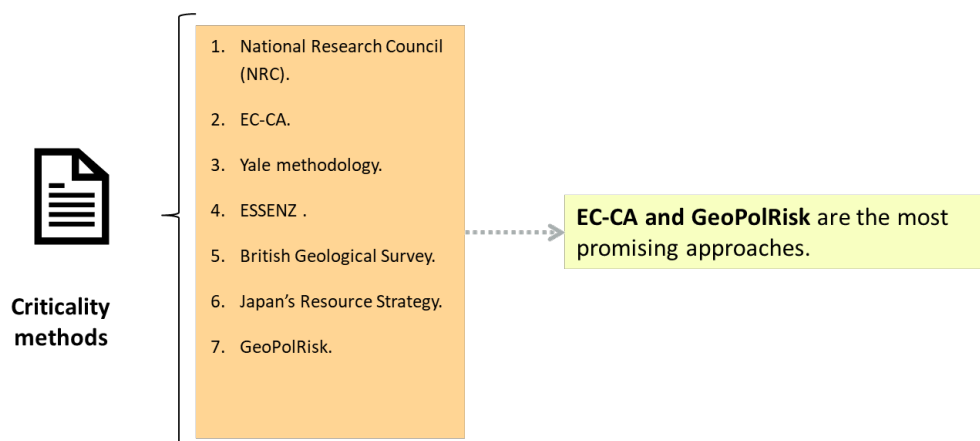 Criticality
methods
1. National Research Council
(NRC).
2. EC-CA.
3. Yale methodology.
4. ESSENZ .
5. British Geological Survey.
6. Japan’s Resource Strategy.
7. GeoPolRisk.
EC-CA and GeoPolRisk are the most
promising approaches.